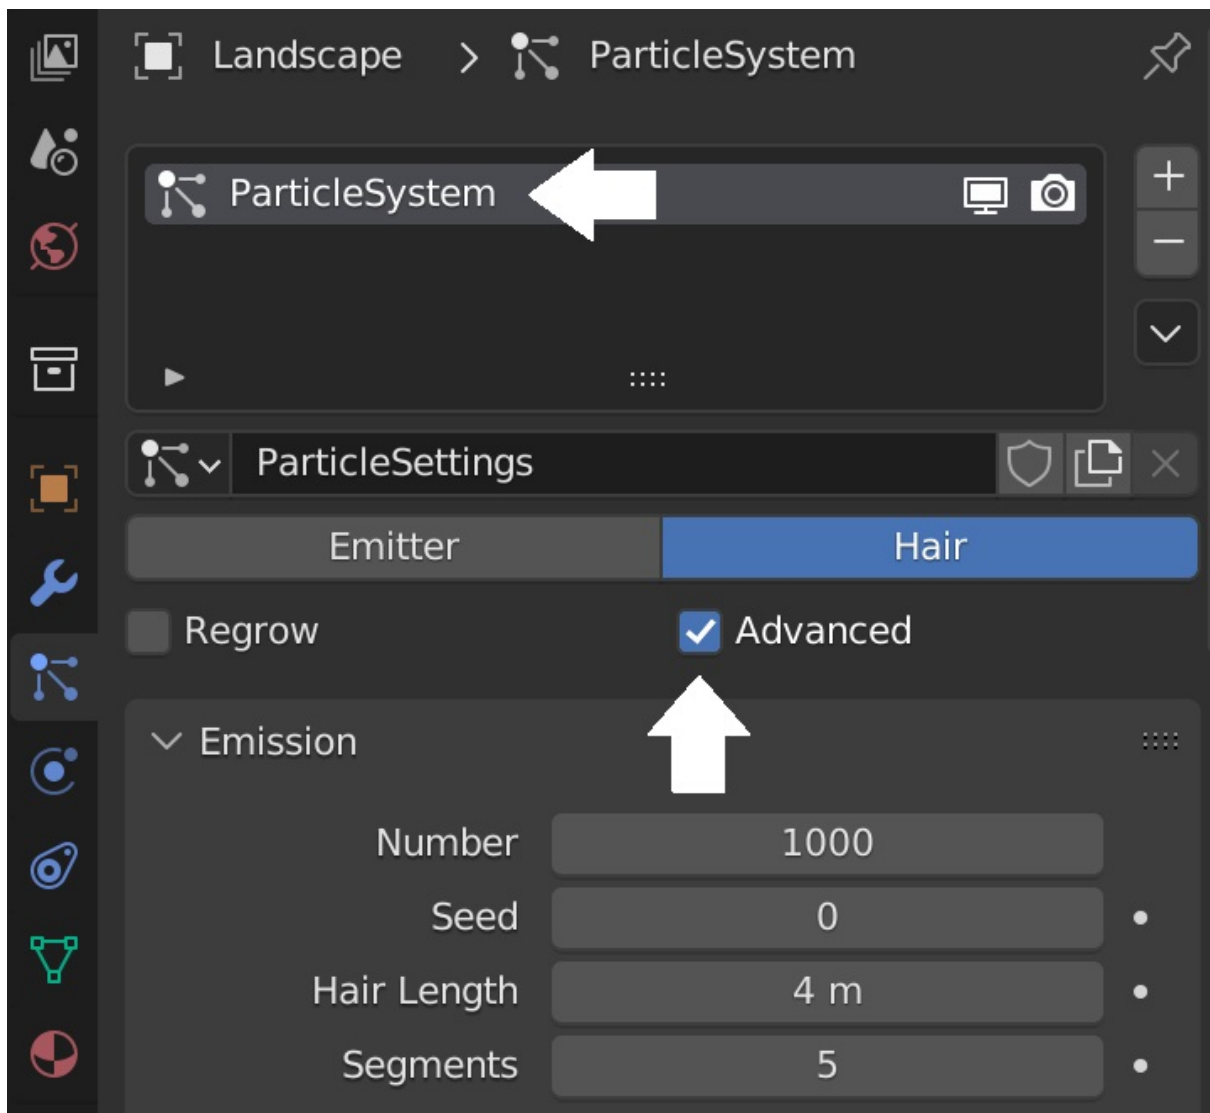 Landscape > ParticleSystem
ParticleSystem
ParticleSettings
Emitter Hair
Regrow Advanced
Emission
Number 1000
Seed 0
Hair Length 4 m
Segments 5